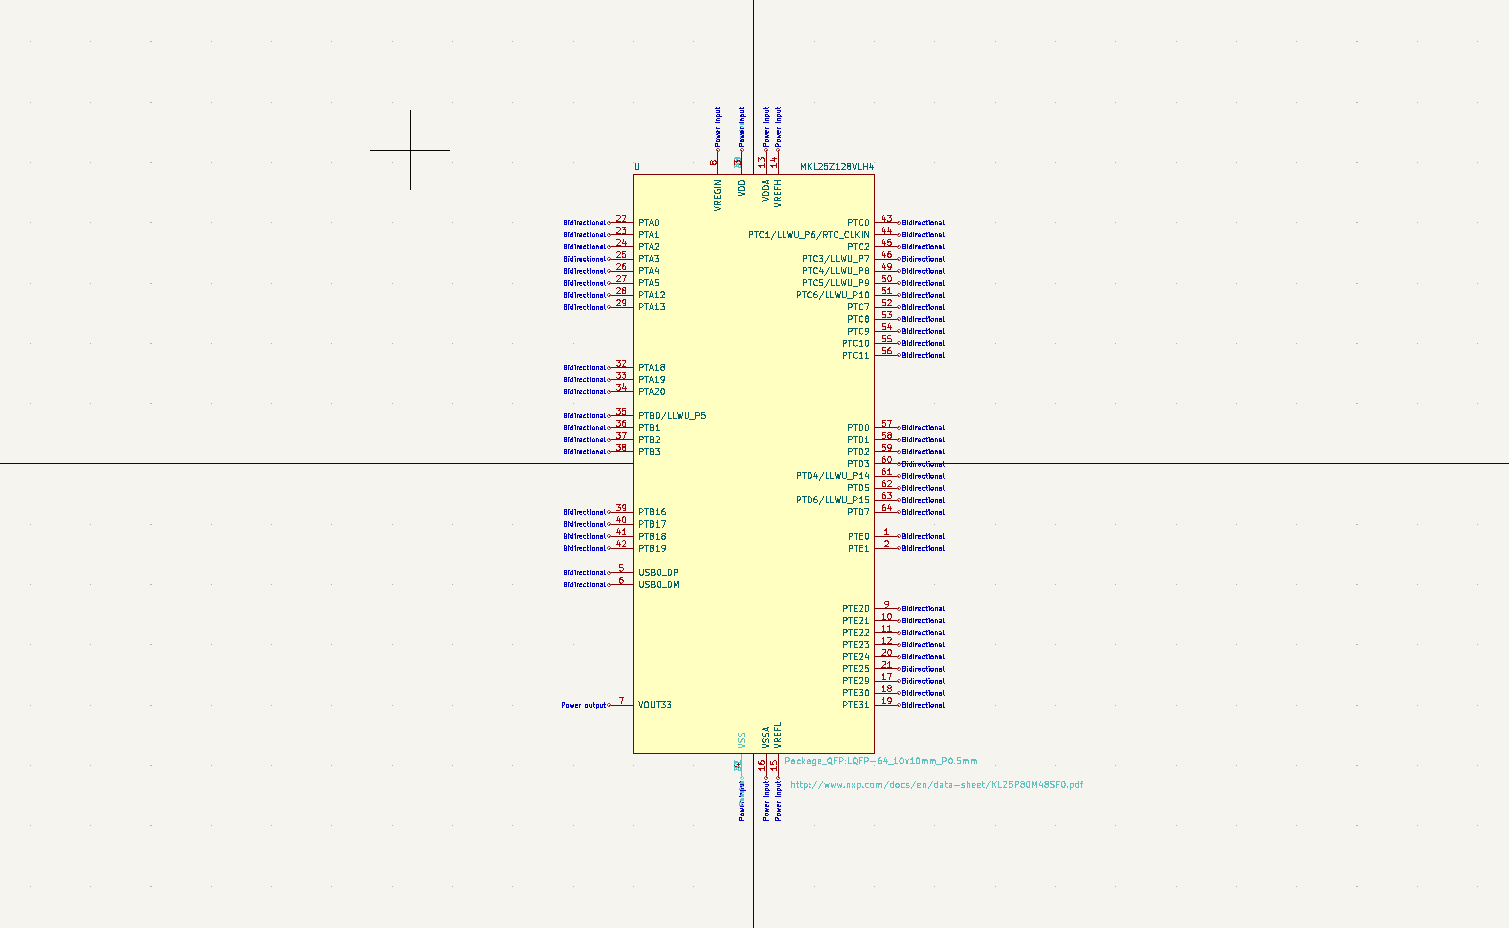 Power Input
Power Input
Power Input
Power Input
8
13
14
U
MKL25Z128VLH4
VREGIN
VDD
VDDA
VREFH
Bidirectional 22 PTA0
Bidirectional 23 PTA1
Bidirectional 24 PTA2
Bidirectional 25 PTA3
Bidirectional 26 PTA4
Bidirectional 27 PTA5
Bidirectional 28 PTA12
Bidirectional 29 PTA13
Bidirectional 32 PTA18
Bidirectional 33 PTA19
Bidirectional 34 PTA20
Bidirectional 35 PTB0/LLWU_P5
Bidirectional 36 PTB1
Bidirectional 37 PTB2
Bidirectional 38 PTB3
Bidirectional 39 PTB16
Bidirectional 40 PTB17
Bidirectional 41 PTB18
Bidirectional 42 PTB19
Bidirectional 5 USB0_DP
Bidirectional 6 USB0_DM
Power output 7 VOUT33
PTC0 43 Bidirectional
PTC1/LLWU_P6/RTC_CLKIN 44 Bidirectional
PTC2 45 Bidirectional
PTC3/LLWU_P7 46 Bidirectional
PTC4/LLWU_P8 49 Bidirectional
PTC5/LLWU_P9 50 Bidirectional
PTC6/LLWU_P10 51 Bidirectional
PTC7 52 Bidirectional
PTC8 53 Bidirectional
PTC9 54 Bidirectional
PTC10 55 Bidirectional
PTC11 56 Bidirectional
PTD0 57 Bidirectional
PTD1 58 Bidirectional
PTD2 59 Bidirectional
PTD3 60 Bidirectional
PTD4/LLWU_P14 61 Bidirectional
PTD5 62 Bidirectional
PTD6/LLWU_P15 63 Bidirectional
PTD7 64 Bidirectional
PTE0 1 Bidirectional
PTE1 2 Bidirectional
PTE20 9 Bidirectional
PTE21 10 Bidirectional
PTE22 11 Bidirectional
PTE23 12 Bidirectional
PTE24 20 Bidirectional
PTE25 21 Bidirectional
PTE29 17 Bidirectional
PTE30 18 Bidirectional
PTE31 19 Bidirectional
VSS
VSSA
VREFL
16
15
Package_QFP:LQFP-64_10x10mm_P0.5mm
http://www.nxp.com/docs/en/data-sheet/KL25P80M48SF0.pdf
Power Input
Power Input
Power Input